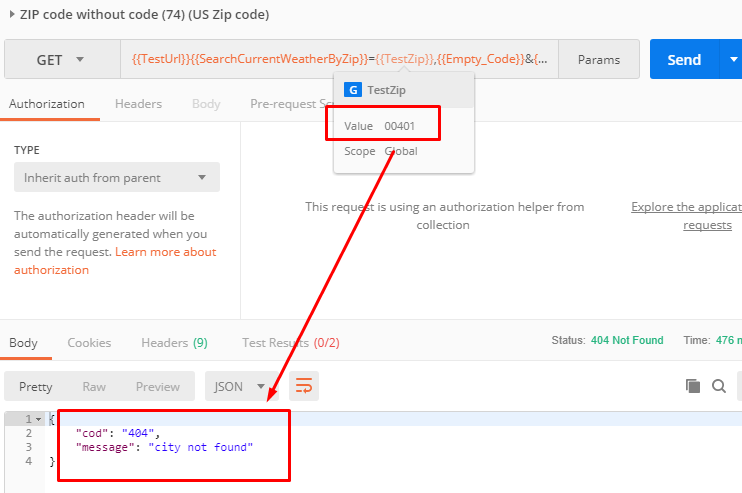 ZIP code without code (74) (US Zip code)
GET {{TestUrl}}{{SearchCurrentWeatherByZip}}={{TestZip}},{{Empty_Code}}&{... Params Send
G TestZip
Authorization Headers Body Pre-request Sc
Value 00401
Scope Global
TYPE
Inherit auth from parent
The authorization header will be
automatically generated when you
send the request. Learn more about
authorization
This request is using an authorization helper from
collection
Explore the applicat
requests
Body Cookies Headers (9) Test Results (0/2) Status: 404 Not Found Time: 476 m
Pretty Raw Preview JSON
1 {
2 "cod": "404",
3 "message": "city not found"
4 }